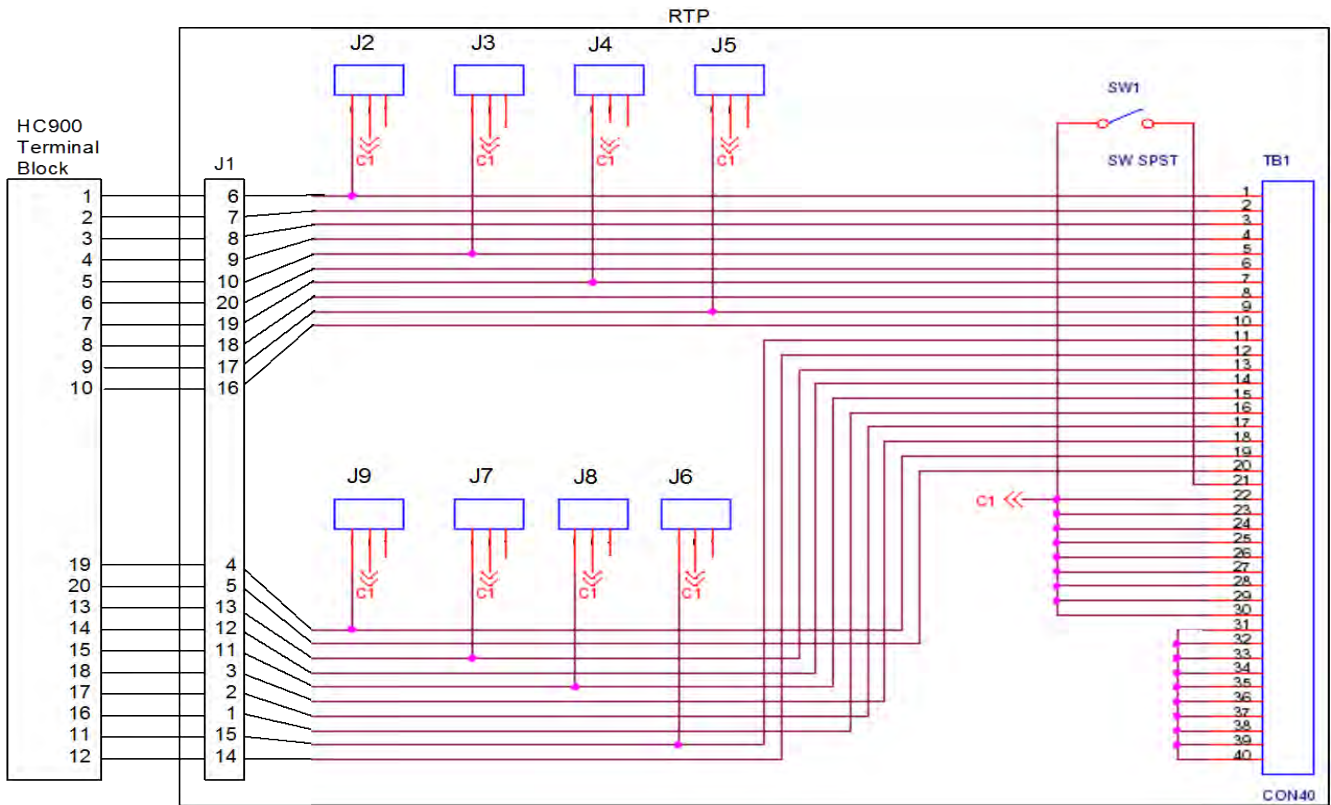 RTP
J2 J3 J4 J5
SW1
HC900
Terminal
Block
J1
SW SPST
TB1
C1 C1 C1 C1
1 6 1
2 7 2
3 8 3
4 9 4
5 10 5
6 20 6
7 19 7
8 18 8
9 17 9
10 16 10
11
12
13
14
15
16
17
18
19
20
21
22
23
24
25
26
27
28
29
30
31
32
33
34
35
36
37
38
39
40
J9 J7 J8 J6
C1
C1 C1 C1 C1
19 4
20 5
13 13
14 12
15 11
18 3
17 2
16 1
11 15
12 14
CON40